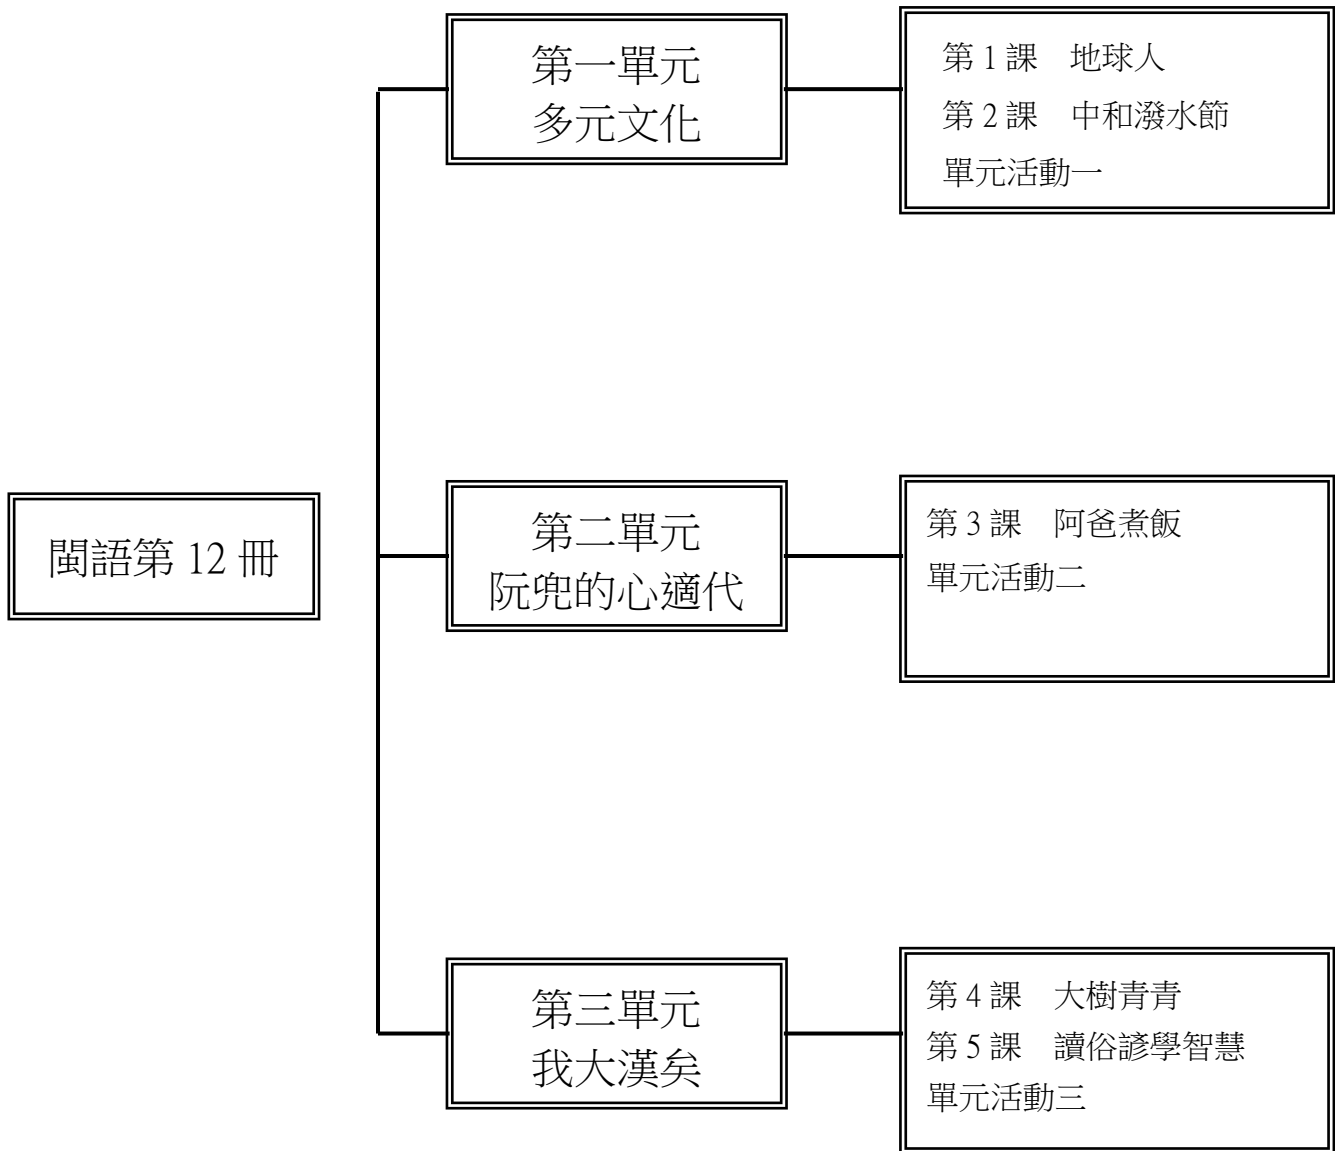 閩語第 12 冊
第一單元
多元文化
第 1 課　地球人
第 2 課　中和潑水節
單元活動一
第二單元
阮兜的心適代
第 3 課　阿爸煮飯
單元活動二
第三單元
我大漢矣
第 4 課　大樹青青
第 5 課　讀俗諺學智慧
單元活動三